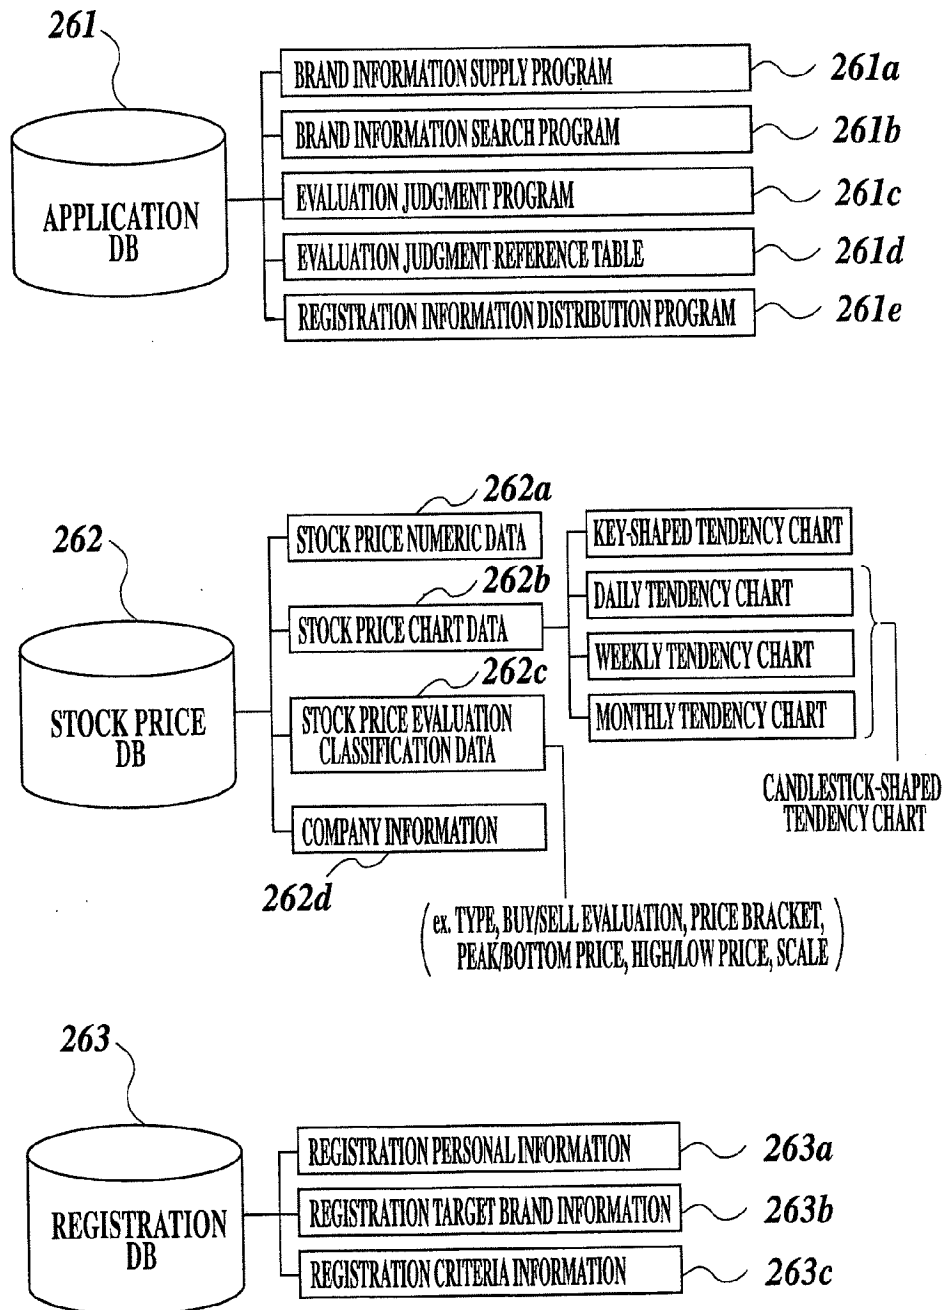 261
APPLICATION
DB
BRAND INFORMATION SUPPLY PROGRAM
261a
BRAND INFORMATION SEARCH PROGRAM
261b
EVALUATION JUDGMENT PROGRAM
261c
EVALUATION JUDGMENT REFERENCE TABLE
261d
REGISTRATION INFORMATION DISTRIBUTION PROGRAM
261e
262
STOCK PRICE
DB
262a
STOCK PRICE NUMERIC DATA
262b
STOCK PRICE CHART DATA
262c
STOCK PRICE EVALUATION
CLASSIFICATION DATA
COMPANY INFORMATION
262d
KEY-SHAPED TENDENCY CHART
DAILY TENDENCY CHART
WEEKLY TENDENCY CHART
MONTHLY TENDENCY CHART
CANDLESTICK-SHAPED
TENDENCY CHART
(ex. TYPE, BUY/SELL EVALUATION, PRICE BRACKET,
PEAK/BOTTOM PRICE, HIGH/LOW PRICE, SCALE)
263
REGISTRATION
DB
REGISTRATION PERSONAL INFORMATION
263a
REGISTRATION TARGET BRAND INFORMATION
263b
REGISTRATION CRITERIA INFORMATION
263c